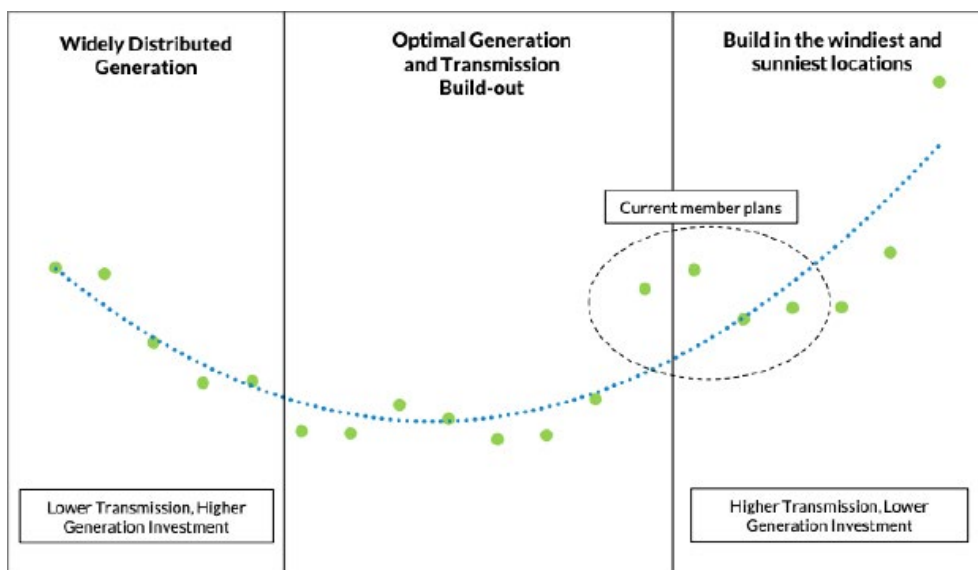 Widely Distributed
Generation
Optimal Generation
and Transmission
Build-out
Build in the windiest and
sunniest locations
Current member plans
Lower Transmission, Higher
Generation Investment
Higher Transmission, Lower
Generation Investment